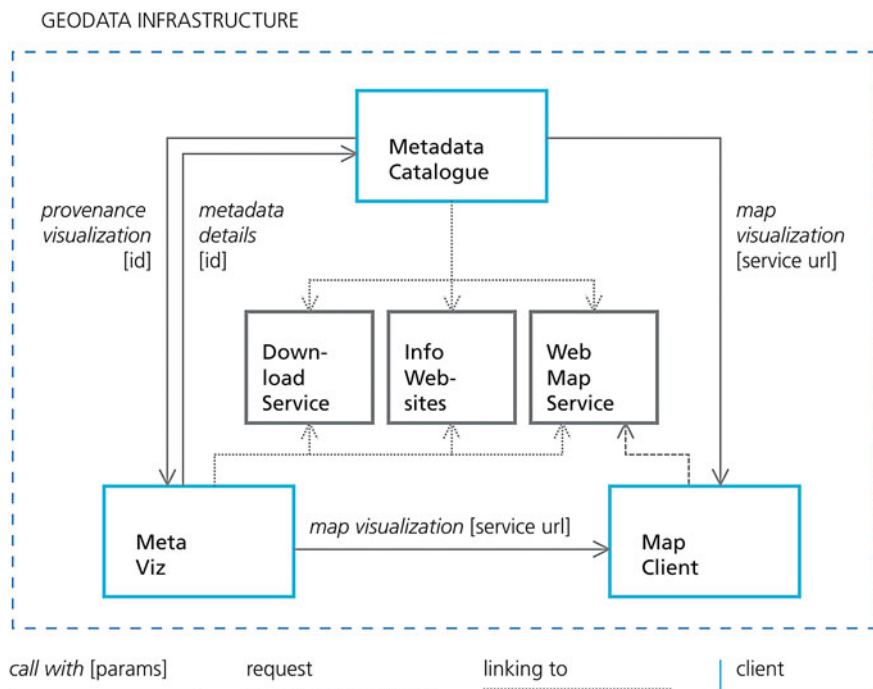 GEODATA INFRASTRUCTURE
Metadata
Catalogue
provenance
visualization
[id]
metadata
details
[id]
map
visualization
[service url]
Down-
load
Service
Info
Web-
sites
Web
Map
Service
Meta
Viz
map visualization [service url]
Map
Client
call with [params]
request
linking to
client